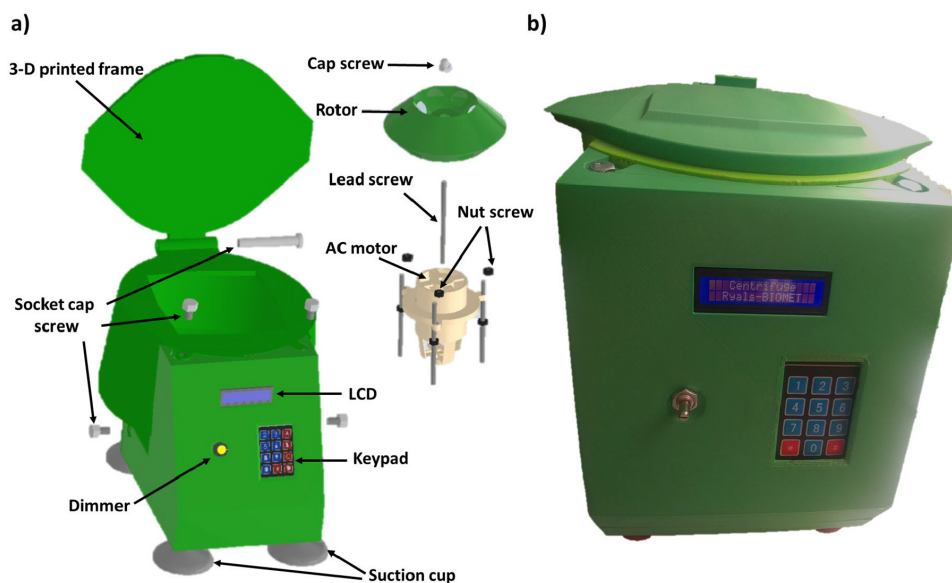 a)
b)
3-D printed frame
Cap screw
Rotor
Lead screw
Nut screw
AC motor
Socket cap
screw
LCD
Keypad
Dimmer
Suction cup
Centrifuge
Ryals-BIOMET
1 2 3
4 5 6
7 8 9
* 0 #